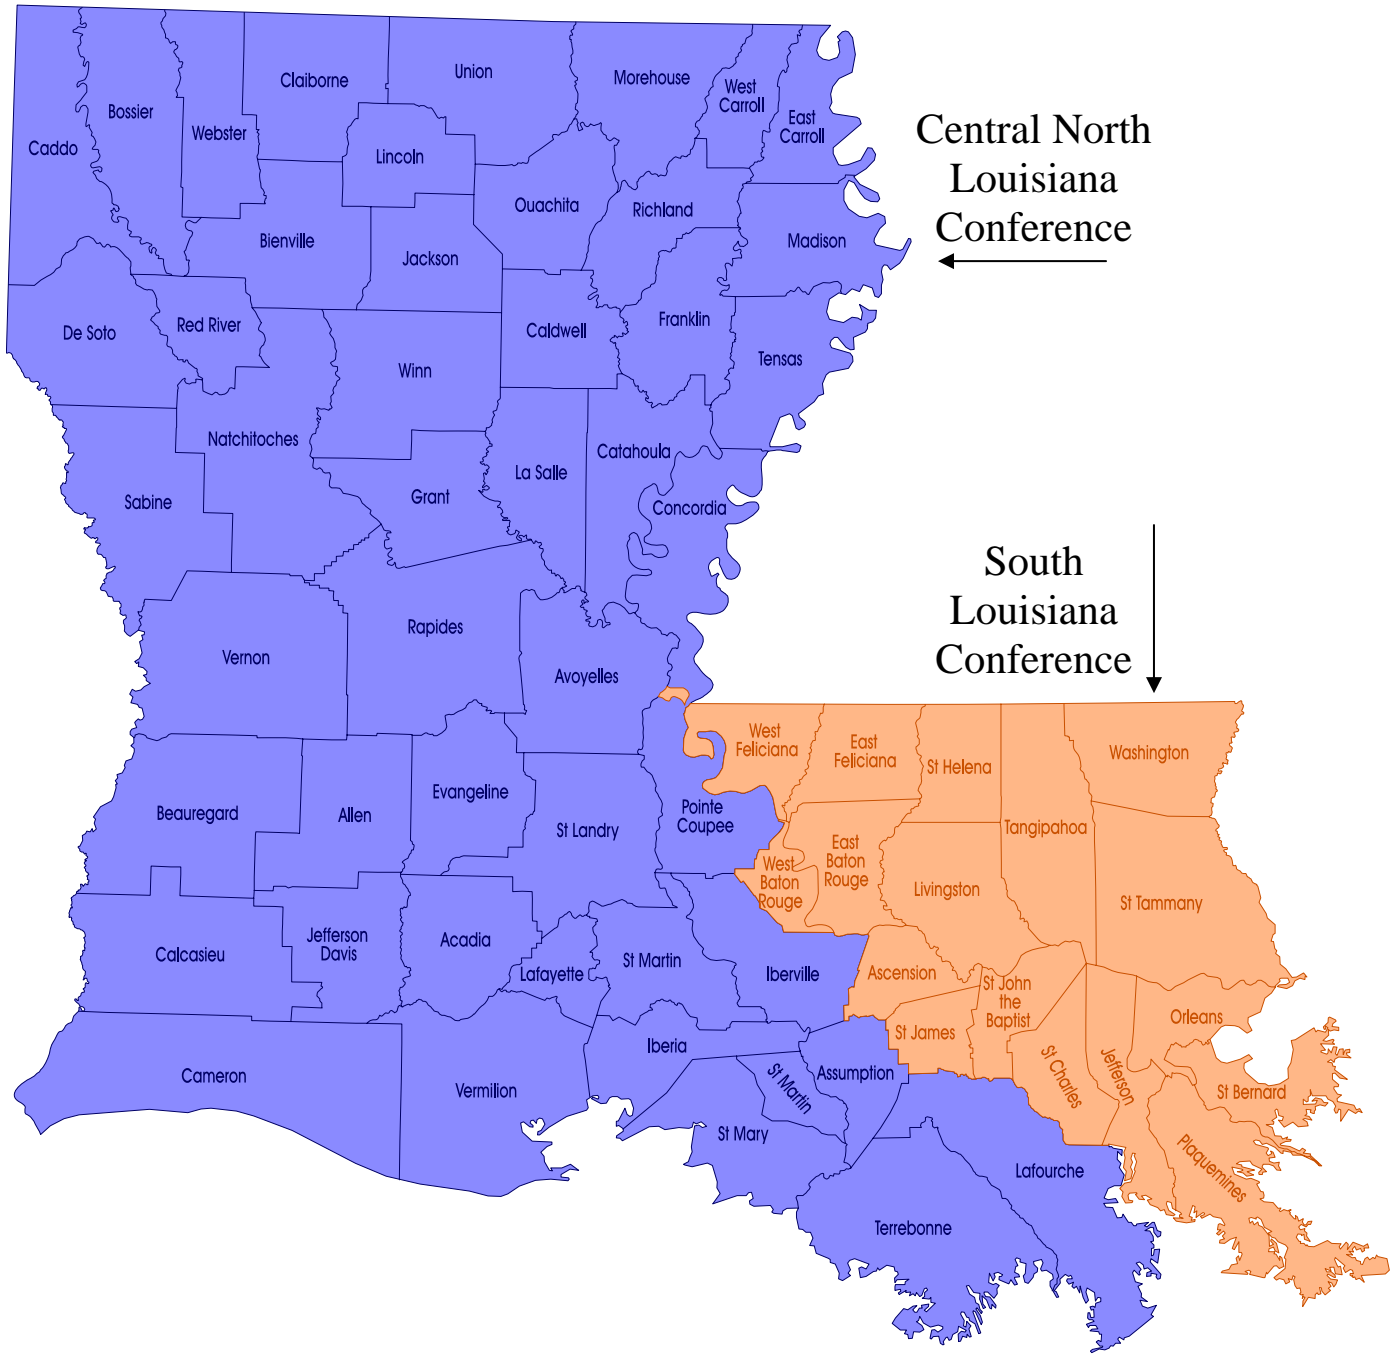 Claiborne
Union
Morehouse
West
Carroll
East
Carroll
Bossier
Webster
Caddo
Lincoln
Ouachita
Richland
Madison
Bienville
Jackson
Central North
Louisiana
Conference
De Soto
Red River
Caldwell
Franklin
Tensas
Winn
Natchitoches
Catahoula
La Salle
Grant
Sabine
Concordia
South
Louisiana
Conference
Rapides
Vernon
Avoyelles
West
Feliciana
East
Feliciana
St Helena
Washington
Evangeline
Beauregard
Allen
St Landry
Pointe
Coupee
Tangipahoa
East
Baton
Rouge
West
Baton
Rouge
Livingston
St Tammany
Jefferson
Davis
Acadia
Calcasieu
Lafayette
St Martin
Iberville
Ascension
St John
the
Baptist
St James
Orleans
Iberia
Cameron
Vermilion
St Martin
Assumption
St Charles
Jefferson
St Bernard
St Mary
Lafourche
Plaquemines
Terrebonne